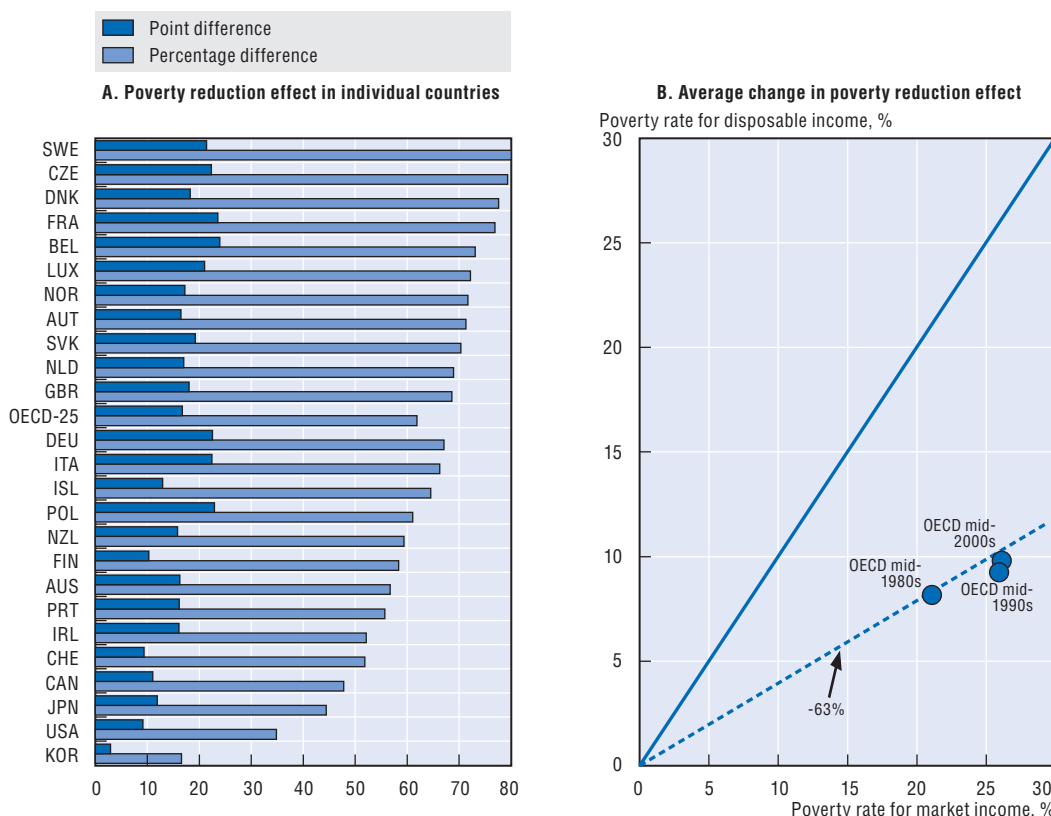 Point difference
Percentage difference
A. Poverty reduction effect in individual countries
SWE
CZE
DNK
FRA
BEL
LUX
NOR
AUT
SVK
NLD
GBR
OECD-25
DEU
ITA
ISL
POL
NZL
FIN
AUS
PRT
IRL
CHE
CAN
JPN
USA
KOR
0 10 20 30 40 50 60 70 80
B. Average change in poverty reduction effect
Poverty rate for disposable income, %
30
25
20
15
10
5
0
OECD mid-
2000s
OECD mid-
1980s
OECD mid-
1990s
-63%
0 5 10 15 20 25 30
Poverty rate for market income, %